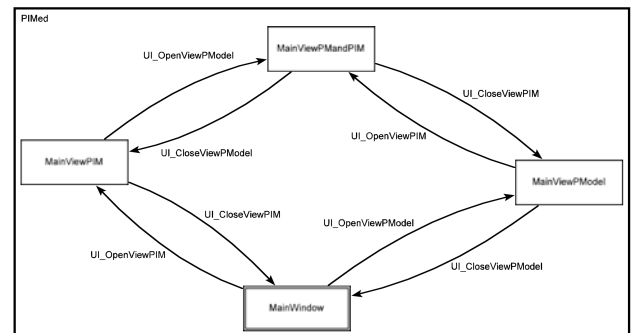 PIMed
MainViewPMandPIM
UI_OpenViewPModel
UI_CloseViewPIM
UI_OpenViewPIM
UI_CloseViewPModel
MainViewPIM
MainViewPModel
UI_CloseViewPIM
UI_OpenViewPModel
UI_OpenViewPIM
UI_CloseViewPModel
MainWindow